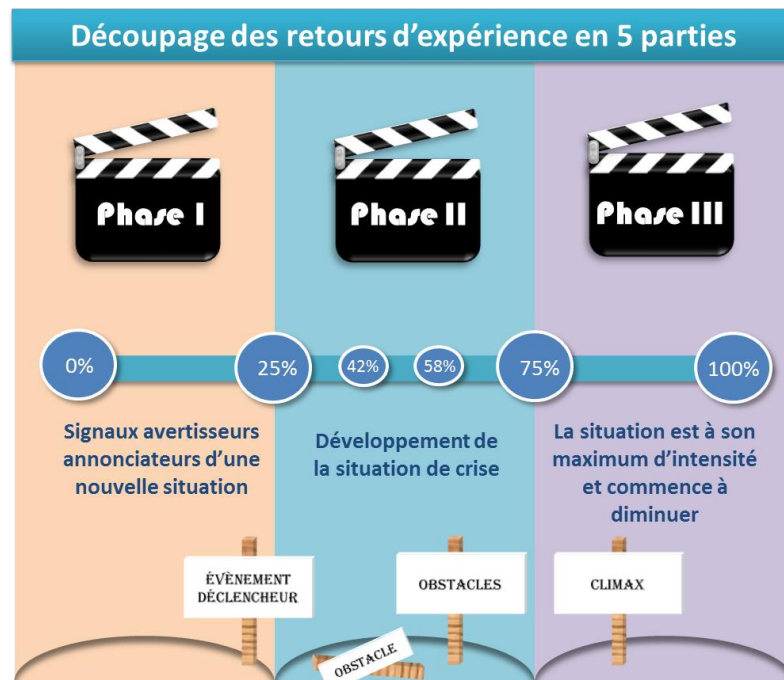 Découpage des retours d’expérience en 5 parties
Phase I
Phase II
Phase III
0%
25%
42%
58%
75%
100%
Signaux avertisseurs
annonciateurs d’une
nouvelle situation
Développement de
la situation de crise
La situation est à son
maximum d’intensité
et commence à
diminuer
ÉVÈNEMENT
DÉCLENCHEUR
OBSTACLE
OBSTACLES
CLIMAX